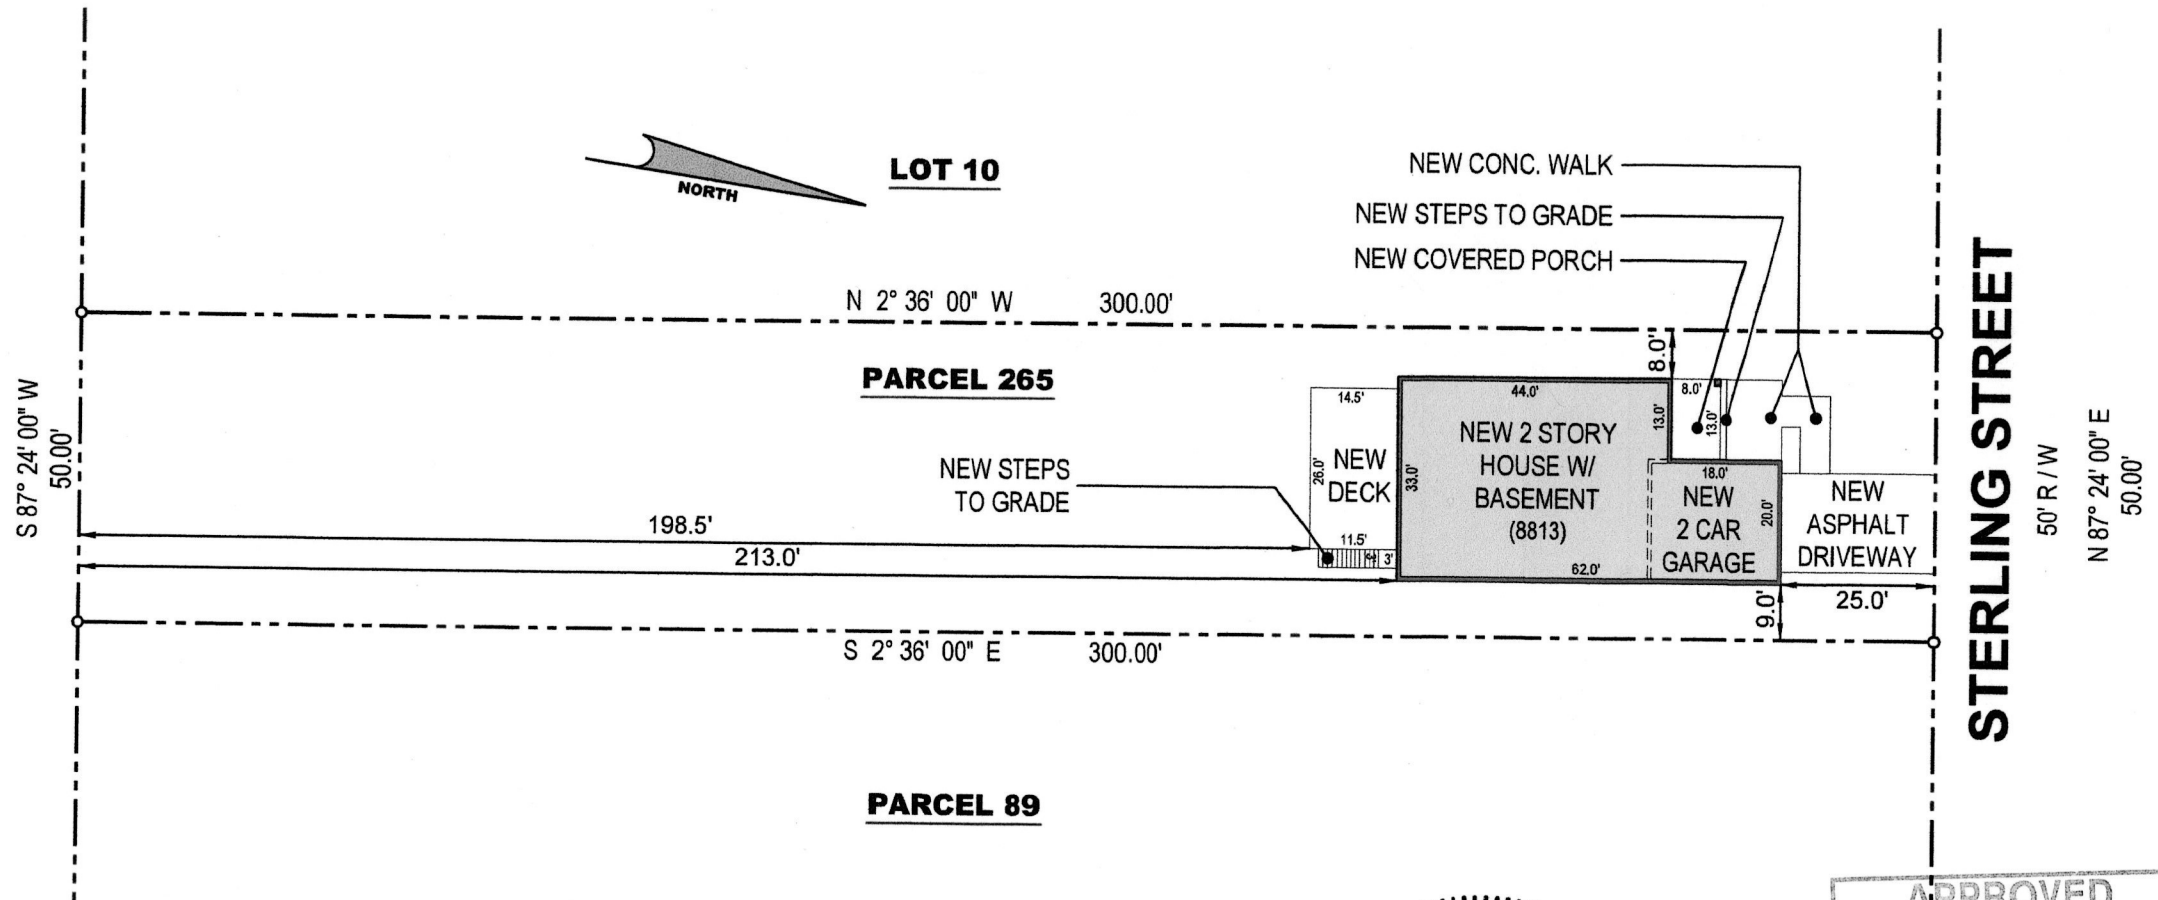 LOT 10
NORTH
NEW CONC. WALK
NEW STEPS TO GRADE
NEW COVERED PORCH
N 2° 36' 00" W 300.00'
PARCEL 265
8.0'
S 87° 24' 00" W
50.00'
14.5'
44.0'
8.0'
13.0'
13.0'
NEW STEPS
TO GRADE
26.0'
NEW
DECK
33.0'
NEW 2 STORY
HOUSE W/
BASEMENT
(8813)
18.0'
NEW
2 CAR
GARAGE
20.0'
NEW
ASPHALT
DRIVEWAY
STERLING STREET
50' R / W
N 87° 24' 00" E
50.00'
198.5'
11.5'
3'
213.0'
62.0'
9.0'
25.0'
S 2° 36' 00" E 300.00'
PARCEL 89
APPROVED